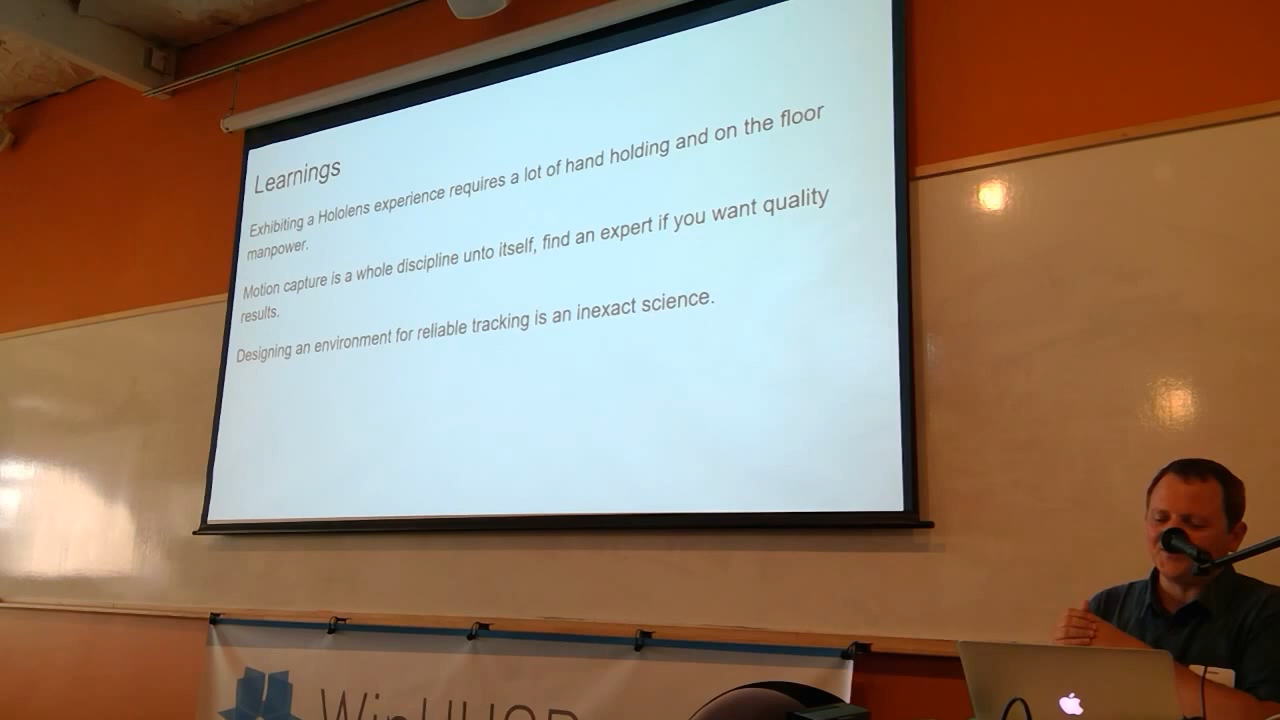 Learnings
Exhibiting a Hololens experience requires a lot of hand holding and on the floor
manpower.
Motion capture is a whole discipline unto itself, find an expert if you want quality
results.
Designing an environment for reliable tracking is an inexact science.